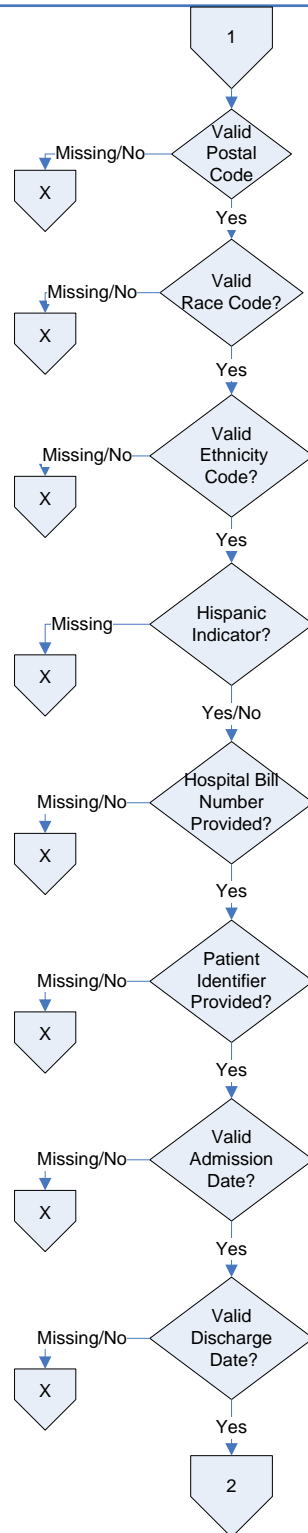 1
Valid
Postal
Code
Missing/No
X
Yes
Valid
Race Code?
Missing/No
X
Yes
Valid
Ethnicity
Code?
Missing/No
X
Yes
Hispanic
Indicator?
Missing
X
Yes/No
Hospital Bill
Number
Provided?
Missing/No
X
Yes
Patient
Identifier
Provided?
Missing/No
X
Yes
Valid
Admission
Date?
Missing/No
X
Yes
Valid
Discharge
Date?
Missing/No
X
Yes
2